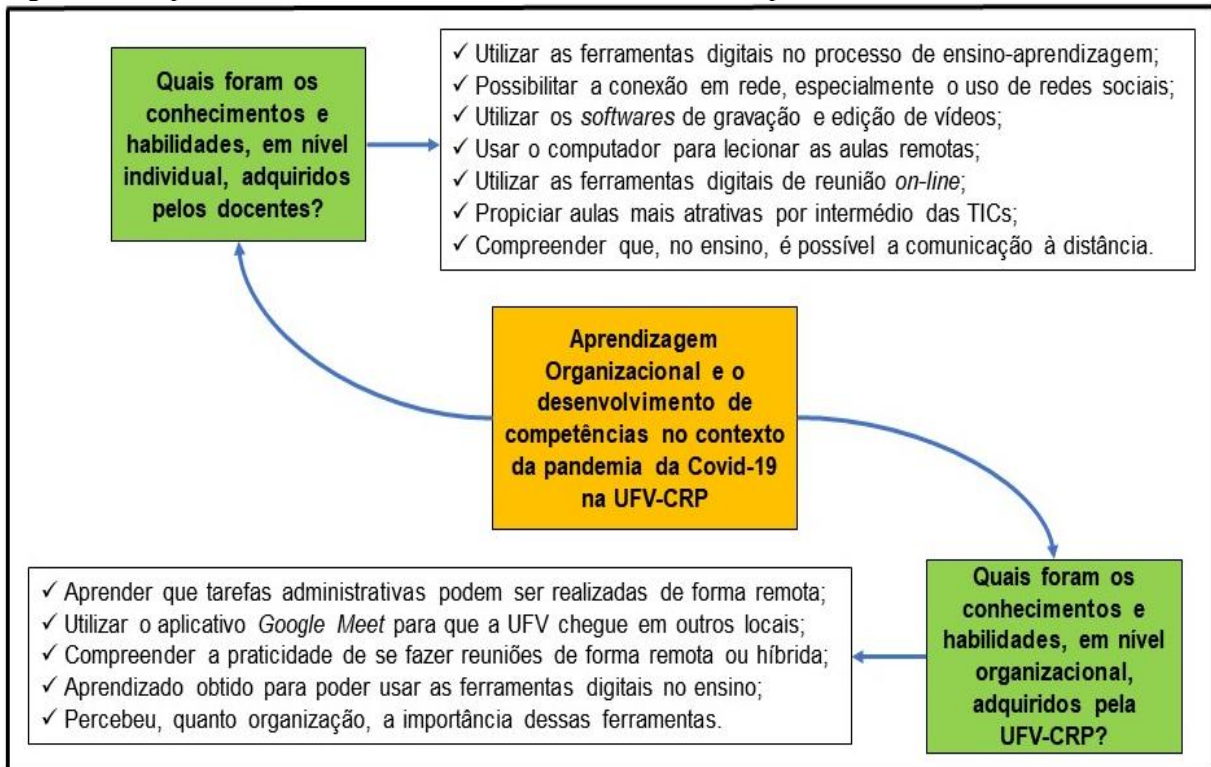 Quais foram os
conhecimentos e
habilidades, em nível
individual, adquiridos
pelos docentes?
✓ Utilizar as ferramentas digitais no processo de ensino-aprendizagem;
✓ Possibilitar a conexão em rede, especialmente o uso de redes sociais;
✓ Utilizar os softwares de gravação e edição de vídeos;
✓ Usar o computador para lecionar as aulas remotas;
✓ Utilizar as ferramentas digitais de reunião on-line;
✓ Propiciar aulas mais atrativas por intermédio das TICs;
✓ Compreender que, no ensino, é possível a comunicação à distância.
Aprendizagem
Organizacional e o
desenvolvimento de
competências no contexto
da pandemia da Covid-19
na UFV-CRP
Quais foram os
conhecimentos e
habilidades, em nível
organizacional,
adquiridos pela
UFV-CRP?
✓ Aprender que tarefas administrativas podem ser realizadas de forma remota;
✓ Utilizar o aplicativo Google Meet para que a UFV chegue em outros locais;
✓ Compreender a praticidade de se fazer reuniões de forma remota ou híbrida;
✓ Aprendizado obtido para poder usar as ferramentas digitais no ensino;
✓ Percebeu, quanto organização, a importância dessas ferramentas.